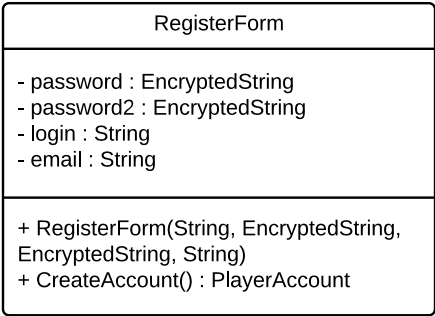 RegisterForm
- password : EncryptedString
- password2 : EncryptedString
- login : String
- email : String
+ RegisterForm(String, EncryptedString,
EncryptedString, String)
+ CreateAccount() : PlayerAccount